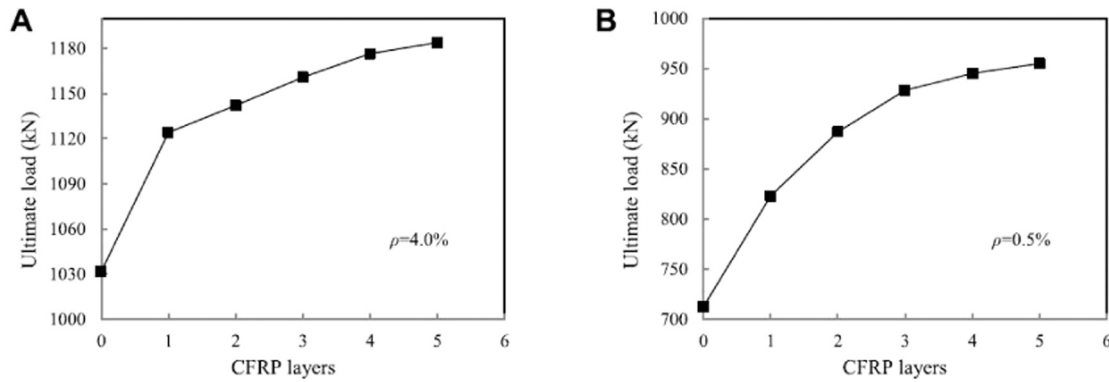 A
1180
1150
1120
1090
1060
1030
1000
Ultimate load (kN)
ρ=4.0%
0 1 2 3 4 5 6
CFRP layers
B
1000
950
900
850
800
750
700
Ultimate load (kN)
ρ=0.5%
0 1 2 3 4 5 6
CFRP layers